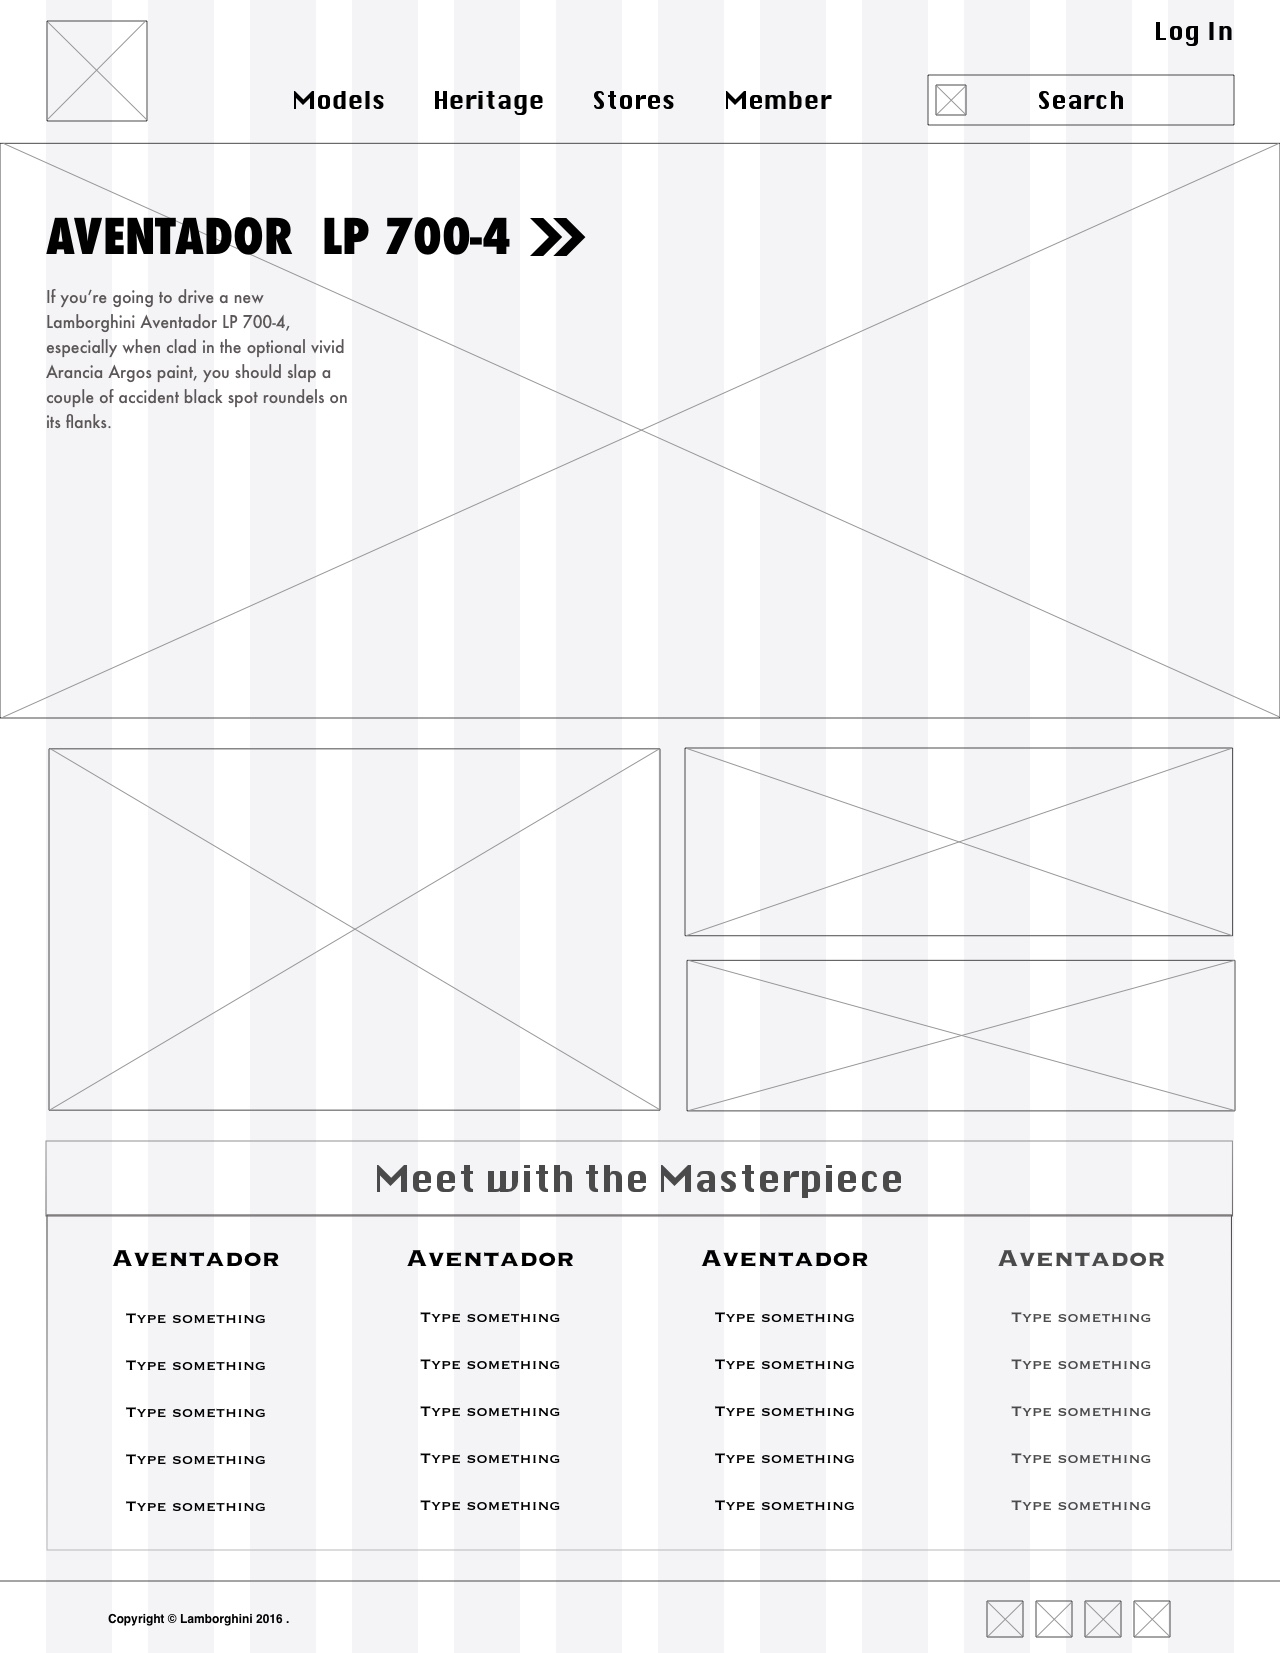 Log In
Models Heritage Stores Member Search
AVENTADOR LP 700-4
If you’re going to drive a new
Lamborghini Aventador LP 700-4,
especially when clad in the optional vivid
Arancia Argos paint, you should slap a
couple of accident black spot roundels on
its flanks.
Meet with the Masterpiece
Aventador Aventador Aventador Aventador
Type something Type something Type something Type something
Type something Type something Type something Type something
Type something Type something Type something Type something
Type something Type something Type something Type something
Type something Type something Type something Type something
Copyright © Lamborghini 2016 .